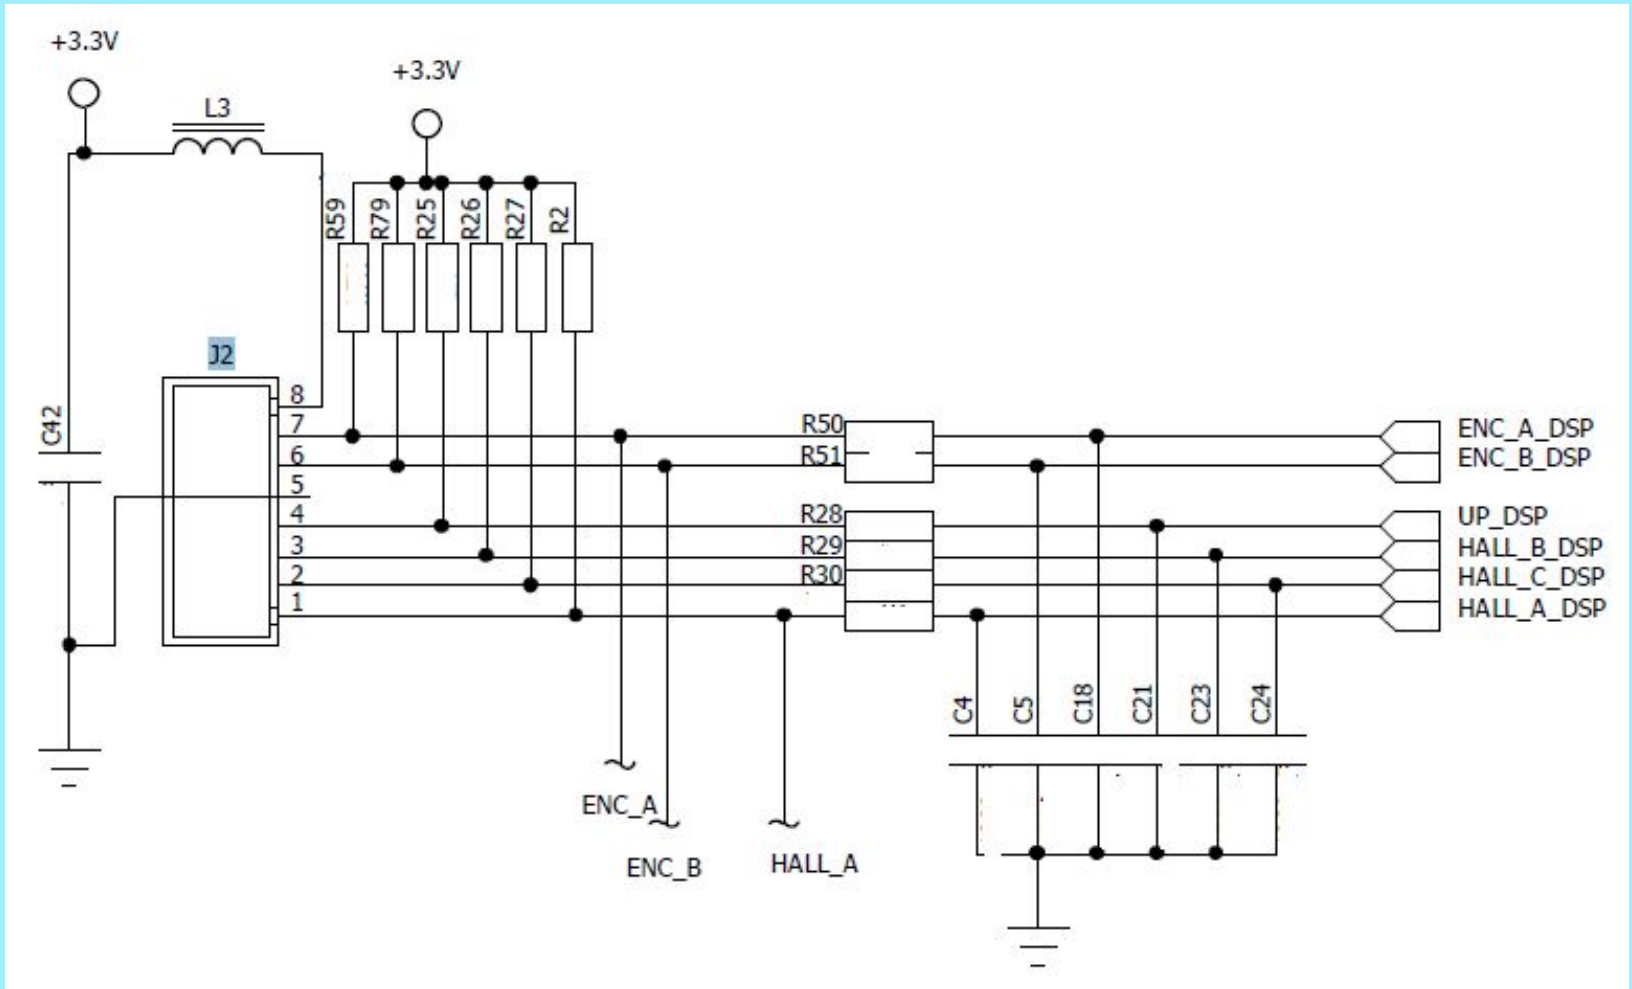 +3.3V
+3.3V
L3
R59
R79
R25
R26
R27
R2
J2
C42
8
7
6
5
4
3
2
1
R50
R51
R28
R29
R30
ENC_A_DSP
ENC_B_DSP
UP_DSP
HALL_B_DSP
HALL_C_DSP
HALL_A_DSP
C4
C5
C18
C21
C23
C24
ENC_A
ENC_B
HALL_A